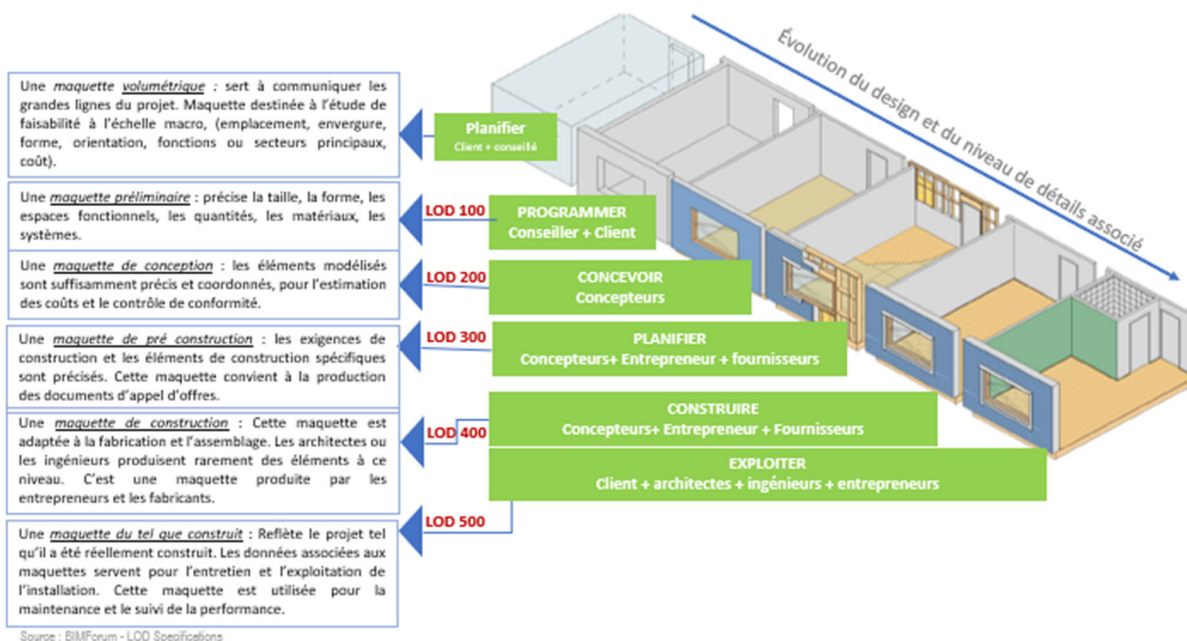 Évolution du design et du niveau de détails associé
Une maquette volumétrique : sert à communiquer les
grandes lignes du projet. Maquette destinée à l'étude de
faisabilité à l'échelle macro, (emplacement, envergure,
forme, orientation, fonctions ou secteurs principaux,
coût).
Planifier
Client + conseillé
Une maquette préliminaire : précise la taille, la forme, les
espaces fonctionnels, les quantités, les matériaux, les
systèmes.
LOD 100
PROGRAMMER
Conseiller + Client
Une maquette de conception : les éléments modélisés
sont suffisamment précis et coordonnés, pour l'estimation
des coûts et le contrôle de conformité.
LOD 200
CONCEVOIR
Concepteurs
Une maquette de pré construction : les exigences de
construction et les éléments de construction spécifiques
sont précisés. Cette maquette convient à la production
des documents d'appel d'offres.
LOD 300
PLANIFIER
Concepteurs+ Entrepreneur + fournisseurs
Une maquette de construction : Cette maquette est
adaptée à la fabrication et l'assemblage. Les architectes ou
les ingénieurs produisent rarement des éléments à ce
niveau. C'est une maquette produite par les
entrepreneurs et les fabricants.
LOD 400
CONSTRUIRE
Concepteurs+ Entrepreneur + Fournisseurs
EXPLOITER
Client + architectes + ingénieurs + entrepreneurs
LOD 500
Une maquette du tel que construit : Reflète le projet tel
qu'il a été réellement construit. Les données associées aux
maquettes servent pour l'entretien et l'exploitation de
l'installation. Cette maquette est utilisée pour la
maintenance et le suivi de la performance.
Source : BIMForum - LOD Specifications